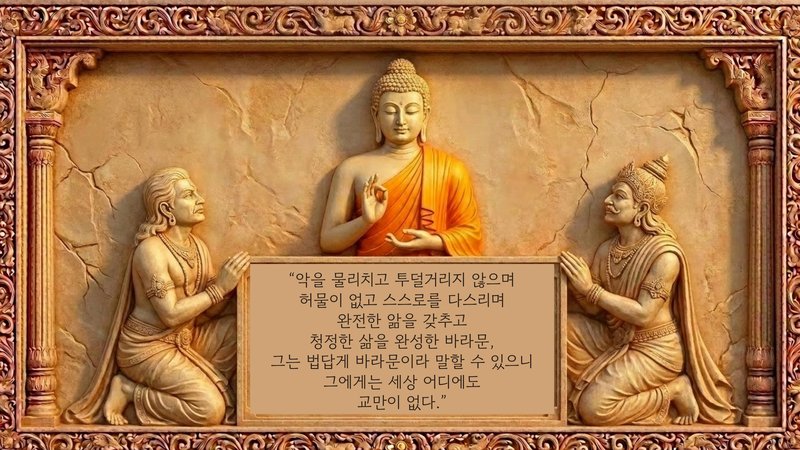 “악을 물리치고 투덜거리지 않으며
허물이 없고 스스로를 다스리며
완전한 앎을 갖추고
청정한 삶을 완성한 바라문,
그는 법답게 바라문이라 말할 수 있으니
그에게는 세상 어디에도
교만이 없다.”